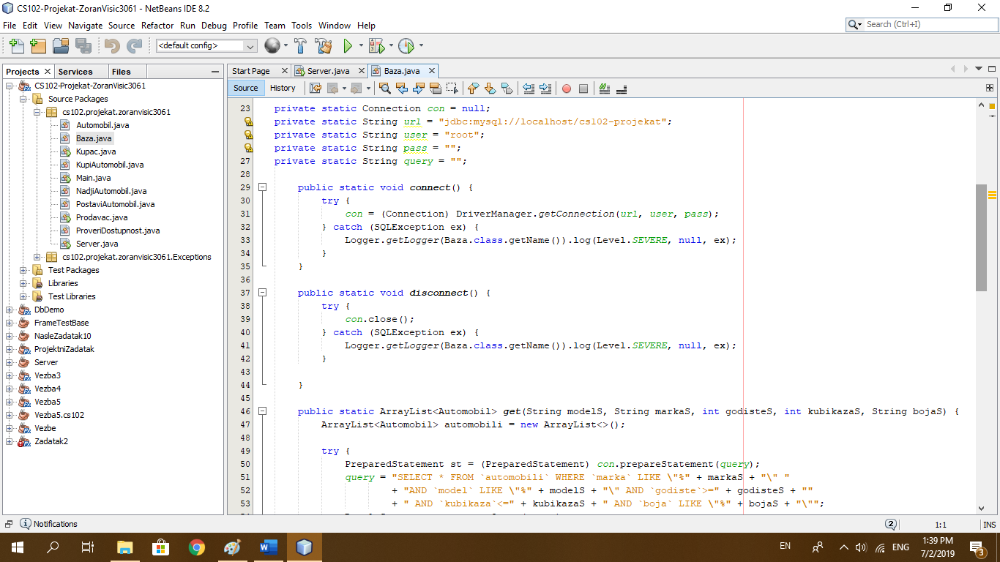 CS102-Projekat-ZoranVisic3061 - NetBeans IDE 8.2
File Edit View Navigate Source Refactor Run Debug Profile Team Tools Window Help
Search (Ctrl+I)
<default config>
Projects Services Files
Start Page Server.java Baza.java
Source History
CS102-Projekat-ZoranVisic3061
Source Packages
cs102.projekat.zoranvisic3061
Automobil.java
Baza.java
Kupac.java
KupiAutomobil.java
Main.java
NadjiAutomobil.java
PostaviAutomobil.java
Prodavac.java
ProveriDostupnost.java
Server.java
cs102.projekat.zoranvisic3061.Exceptions
Test Packages
Libraries
Test Libraries
DbDemo
FrameTestBase
NasleZadatak10
ProjektniZadatak
Server
Vezba3
Vezba4
Vezba5
Vezba5.cs102
Vezbe
Zadatak2
23 private static Connection con = null;
private static String url = "jdbc:mysql://localhost/cs102-projekat";
private static String user = "root";
private static String pass = "";
27 private static String query = "";
28
29 public static void connect() {
30 try {
31 con = (Connection) DriverManager.getConnection(url, user, pass);
32 } catch (SQLException ex) {
33 Logger.getLogger(Baza.class.getName()).log(Level.SEVERE, null, ex);
34 }
35 }
36
37 public static void disconnect() {
38 try {
39 con.close();
40 } catch (SQLException ex) {
41 Logger.getLogger(Baza.class.getName()).log(Level.SEVERE, null, ex);
42 }
43
44 }
45
46 public static ArrayList<Automobil> get(String modelS, String markaS, int godisteS, int kubikazaS, String bojaS) {
47 ArrayList<Automobil> automobili = new ArrayList<>();
48
49 try {
50 PreparedStatement st = (PreparedStatement) con.prepareStatement(query);
51 query = "SELECT * FROM `automobili` WHERE `marka` LIKE \"%" + markaS + "\" "
52 + "AND `model` LIKE \"%" + modelS + "\" AND `godiste`>=" + godisteS + ""
53 + " AND `kubikaza`<=" + kubikazaS + " AND `boja` LIKE \"%" + bojaS + "\"";
Notifications
2
1:1
INS
EN
ENG
1:39 PM
7/2/2019
3